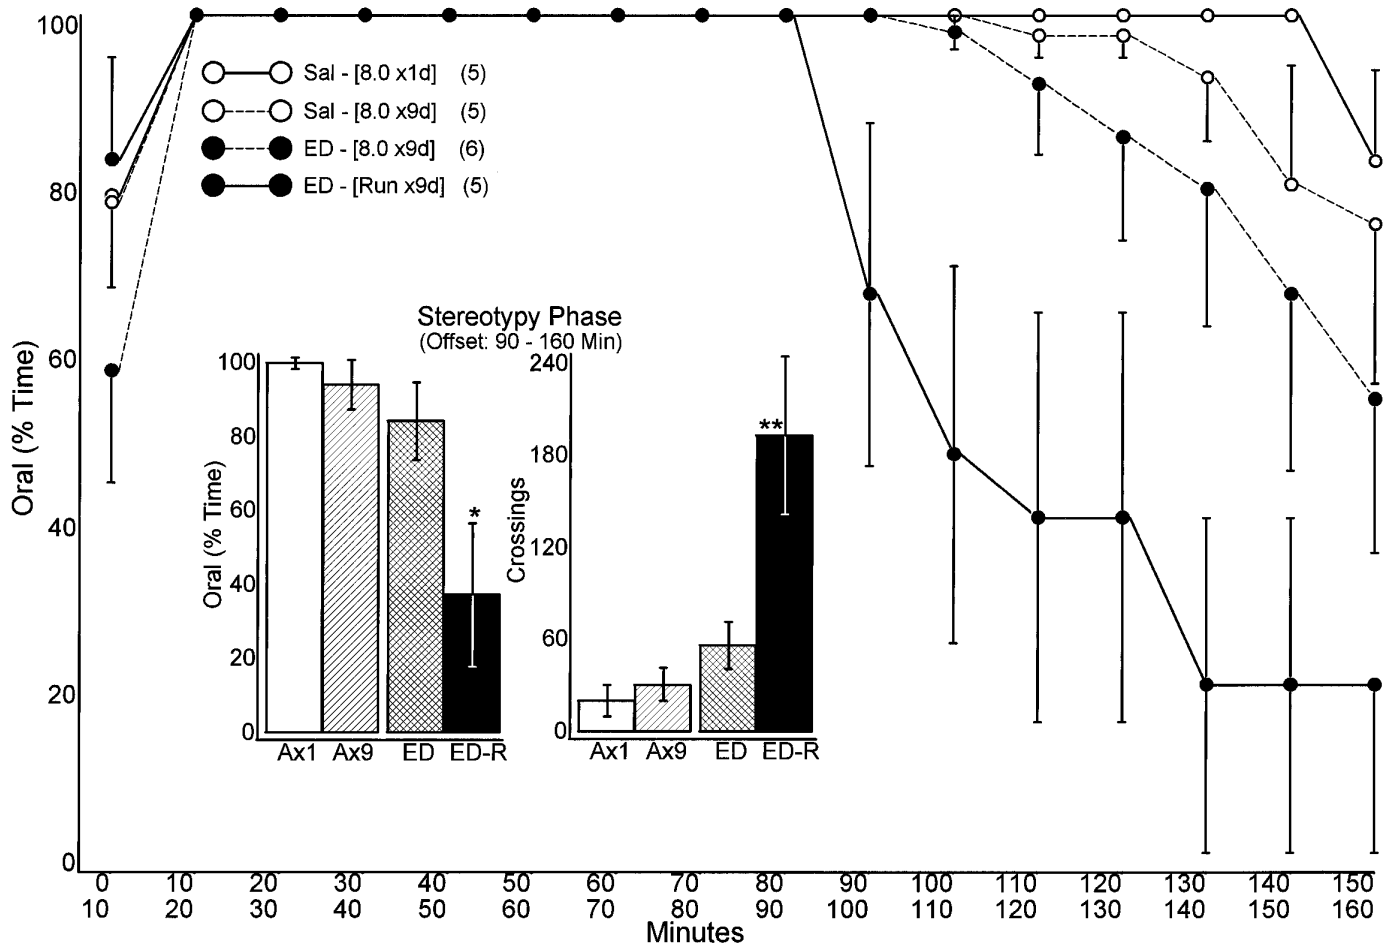 100
80
60
40
20
0
Oral (% Time)
Sal - [8.0 x1d] (5)
Sal - [8.0 x9d] (5)
ED - [8.0 x9d] (6)
ED - [Run x9d] (5)
Stereotypy Phase
(Offset: 90 - 160 Min)
100
80
60
40
20
0
Oral (% Time)
*
Ax1 Ax9 ED ED-R
240
180
120
60
0
Crossings
**
Ax1 Ax9 ED ED-R
0 10 20 30 40 50 60 70 80 90 100 110 120 130 140 150
10 20 30 40 50 60 70 80 90 100 110 120 130 140 150 160
Minutes